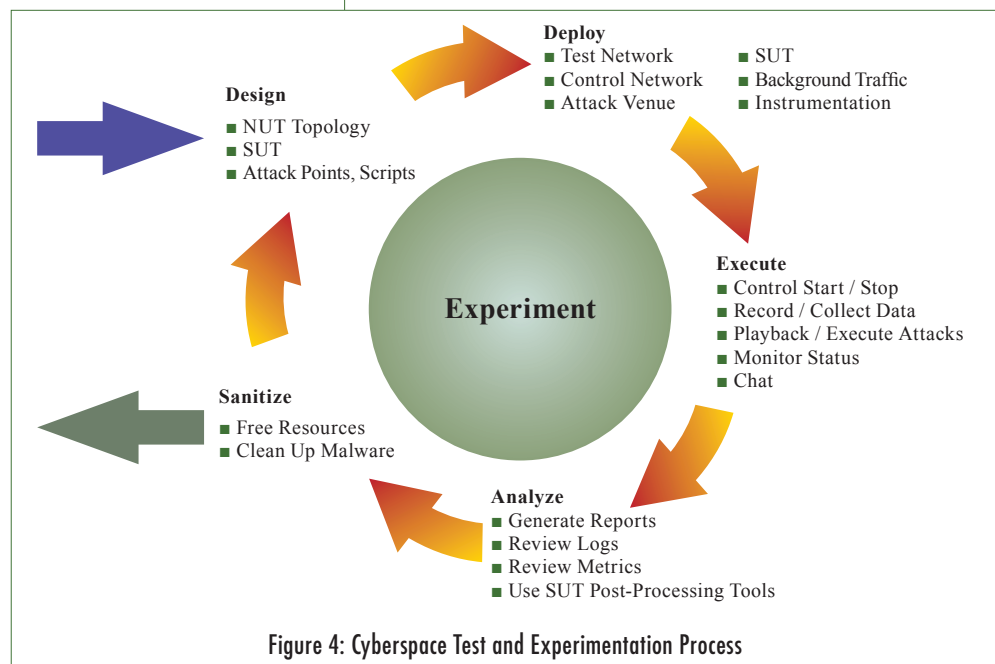 Deploy
■ Test Network
■ Control Network
■ Attack Venue
■ SUT
■ Background Traffic
■ Instrumentation
Design
■ NUT Topology
■ SUT
■ Attack Points, Scripts
Experiment
Execute
■ Control Start / Stop
■ Record / Collect Data
■ Playback / Execute Attacks
■ Monitor Status
■ Chat
Sanitize
■ Free Resources
■ Clean Up Malware
Analyze
■ Generate Reports
■ Review Logs
■ Review Metrics
■ Use SUT Post-Processing Tools
Figure 4: Cyberspace Test and Experimentation Process